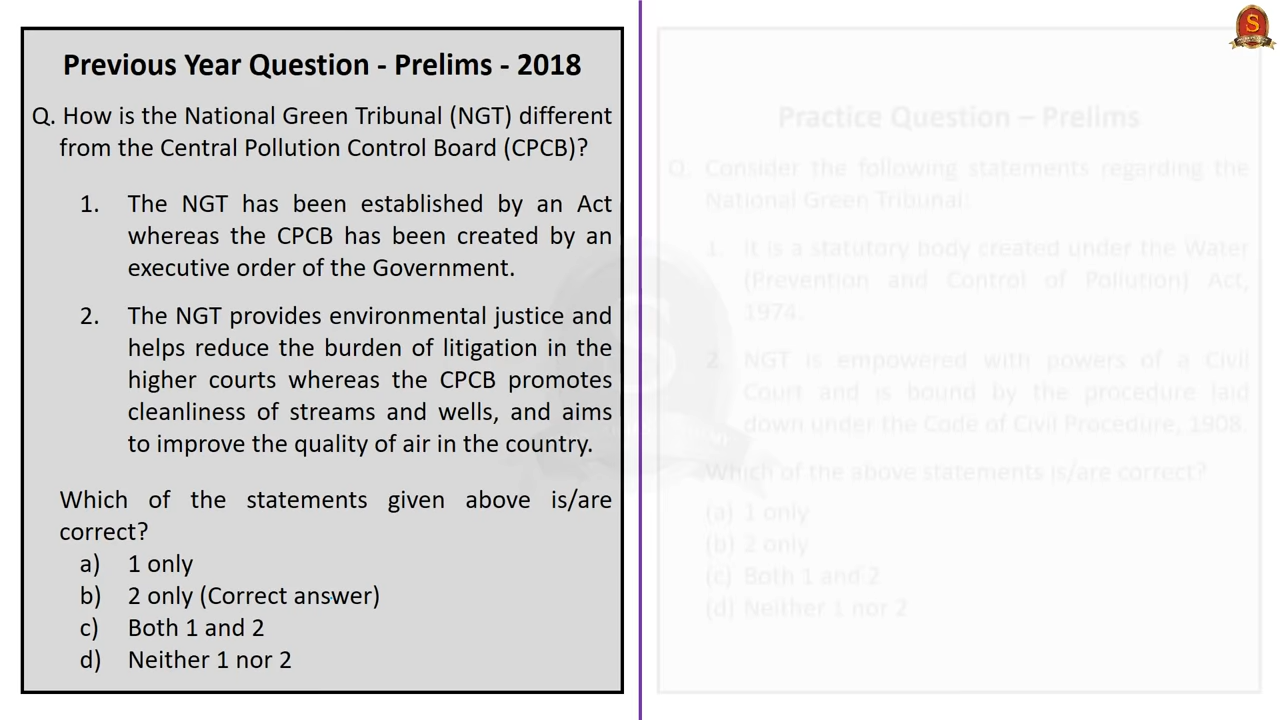 Previous Year Question - Prelims - 2018
Q. How is the National Green Tribunal (NGT) different
from the Central Pollution Control Board (CPCB)?
1. The NGT has been established by an Act
whereas the CPCB has been created by an
executive order of the Government.
2. The NGT provides environmental justice and
helps reduce the burden of litigation in the
higher courts whereas the CPCB promotes
cleanliness of streams and wells, and aims
to improve the quality of air in the country.
Which of the statements given above is/are
correct?
a) 1 only
b) 2 only (Correct answer)
c) Both 1 and 2
d) Neither 1 nor 2
S
Practice Question – Prelims
Q. Consider the following statements regarding the
National Green Tribunal:
1. It is a statutory body created under the Water
(Prevention and Control of Pollution) Act,
1974.
2. NGT is empowered with powers of a Civil
Court and is bound by the procedure laid
down under the Code of Civil Procedure, 1908.
Which of the above statements is/are correct?
(a) 1 only
(b) 2 only
(c) Both 1 and 2
(d) Neither 1 nor 2